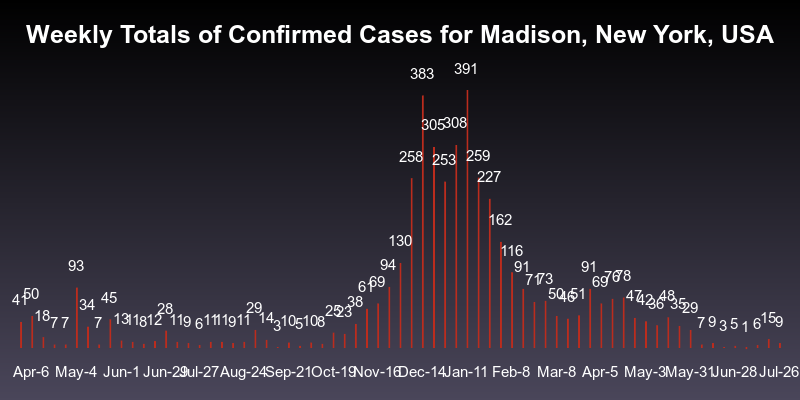 Weekly Totals of Confirmed Cases for Madison, New York, USA
41 50 18 7 7 93 34 7 45 13 11 8 12 28 11 9 6 11 11 9 11 29 14 3 10 5 10 8 25 23 38 61 69 94 130 258 383 305 253 308 391 259 227 162 116 91 71 73 50 46 51 91 69 76 78 47 42 36 48 35 29 7 9 3 5 1 6 15 9
Apr-6 May-4 Jun-1 Jun-29 Jul-27 Aug-24 Sep-21 Oct-19 Nov-16 Dec-14 Jan-11 Feb-8 Mar-8 Apr-5 May-3 May-31 Jun-28 Jul-26